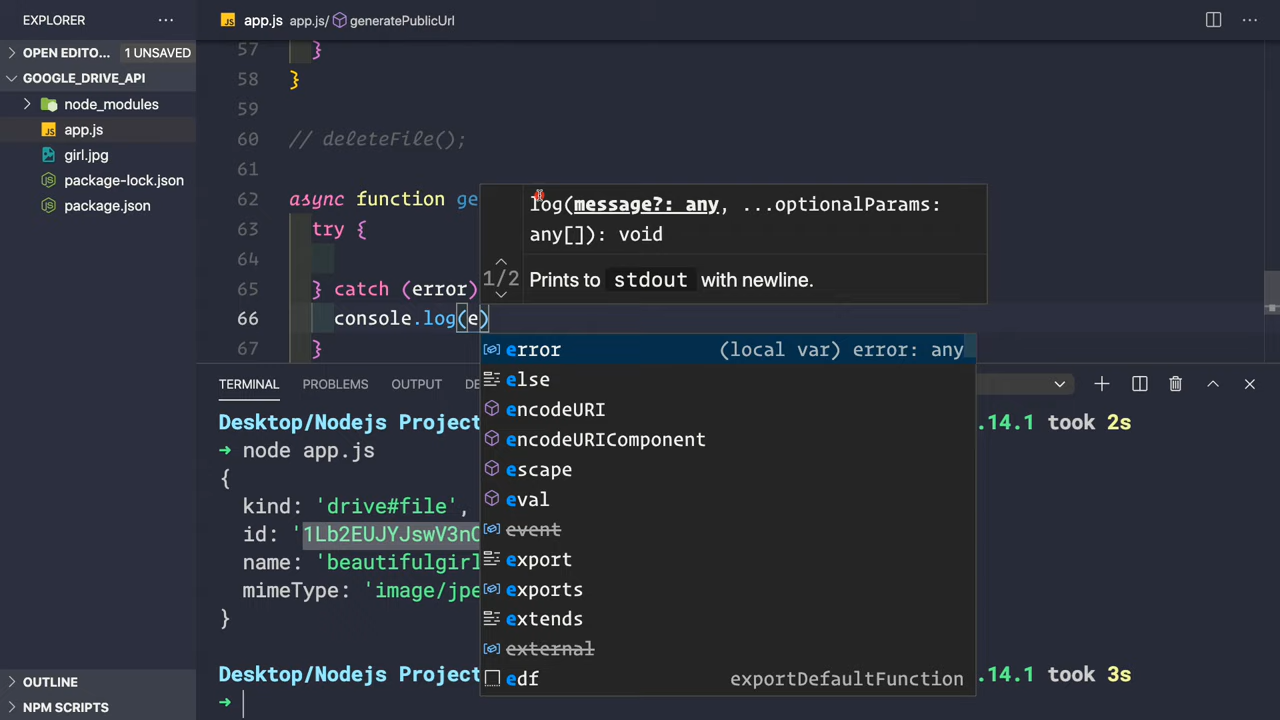 EXPLORER ···
app.js app.js/ generatePublicUrl ···
OPEN EDITO... 1 UNSAVED
GOOGLE_DRIVE_API
node_modules
JS app.js
girl.jpg
package-lock.json
package.json
OUTLINE
NPM SCRIPTS
57 }
58 }
59
60 // deleteFile();
61
62 async function ge
63 try {
64
65 } catch (error)
66 console.log(e)
67 }
log(message?: any, ...optionalParams:
any[]): void
1/2 Prints to stdout with newline.
error (local var) error: any
else
encodeURI
encodeURIComponent
escape
eval
event
export
exports
extends
external
edf exportDefaultFunction
TERMINAL PROBLEMS OUTPUT DE
Desktop/Nodejs Project .14.1 took 2s
→ node app.js
{
kind: 'drive#file',
id: '1Lb2EUJYJswV3nO
name: 'beautifulgirl
mimeType: 'image/jpe
}
Desktop/Nodejs Project .14.1 took 3s
→